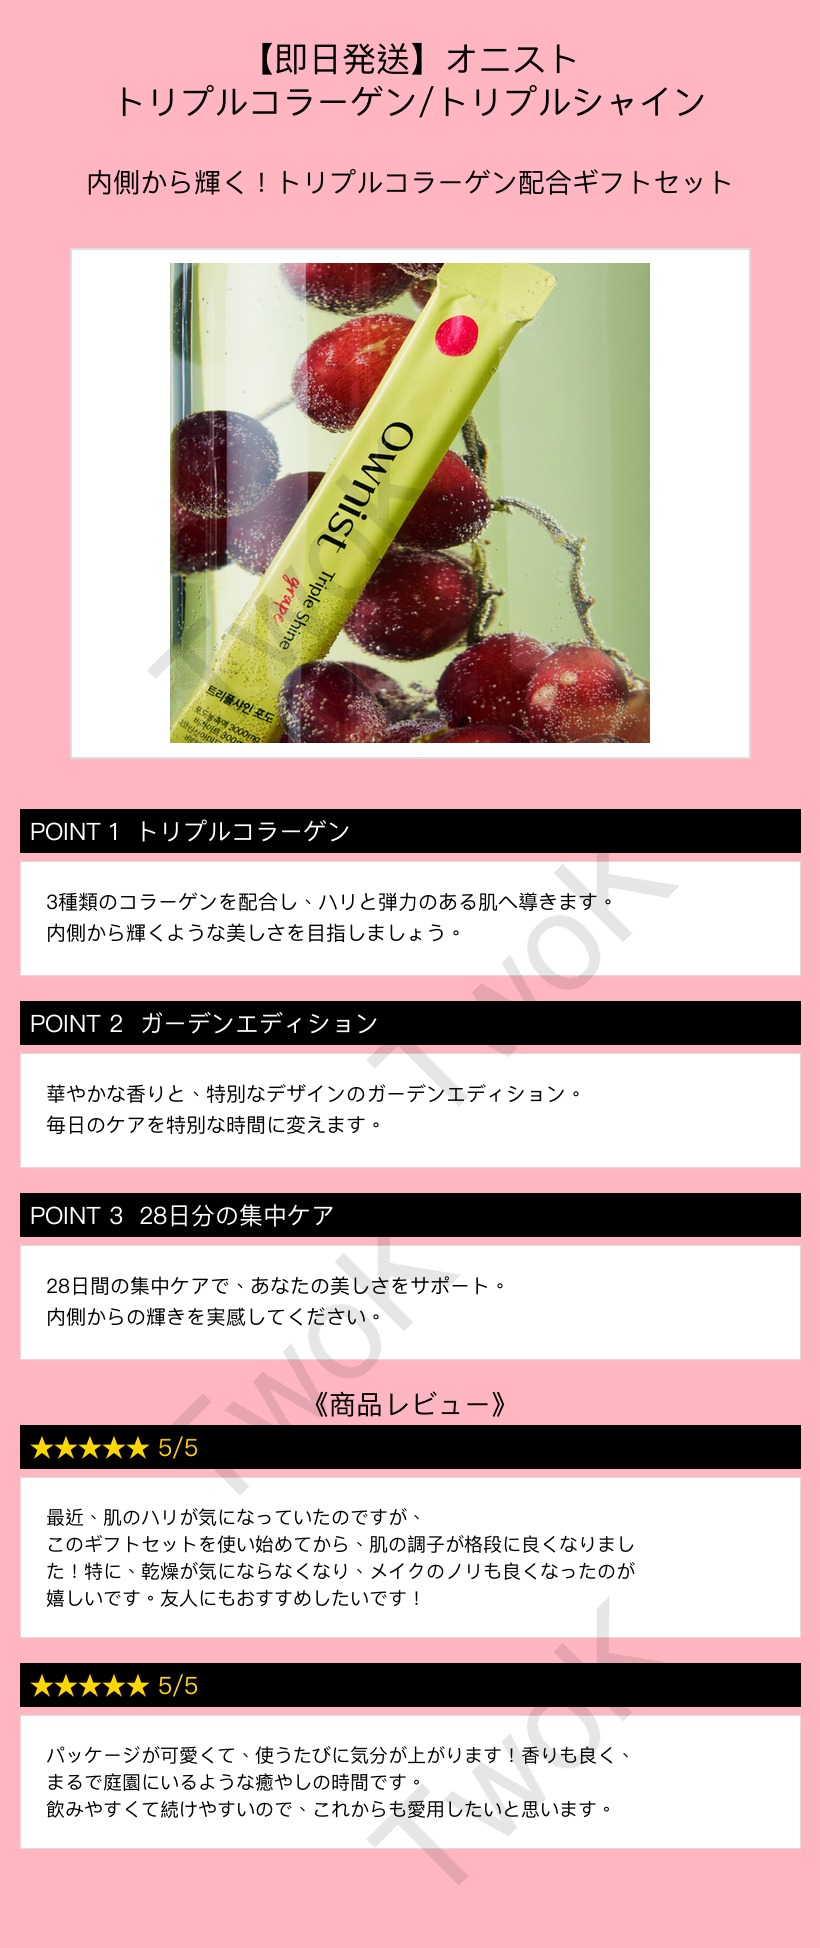 【即日発送】オニスト
トリプルコラーゲン/トリプルシャイン
内側から輝く！トリプルコラーゲン配合ギフトセット
Ownist
Triple Shine
grape
트리플샤인 포도
TwoK
POINT 1 トリプルコラーゲン
3種類のコラーゲンを配合し、ハリと弾力のある肌へ導きます。
内側から輝くような美しさを目指しましょう。
TwoK
POINT 2 ガーデンエディション
華やかな香りと、特別なデザインのガーデンエディション。
毎日のケアを特別な時間に変えます。
POINT 3 28日分の集中ケア
28日間の集中ケアで、あなたの美しさをサポート。
内側からの輝きを実感してください。
TwoK
《商品レビュー》
★★★★★ 5/5
最近、肌のハリが気になっていたのですが、
このギフトセットを使い始めてから、肌の調子が格段に良くなりまし
た！特に、乾燥が気にならなくなり、メイクのノリも良くなったのが
嬉しいです。友人にもおすすめしたいです！
★★★★★ 5/5
パッケージが可愛くて、使うたびに気分が上がります！香りも良く、
まるで庭園にいるような癒やしの時間です。
飲みやすくて続けやすいので、これからも愛用したいと思います。
TwoK